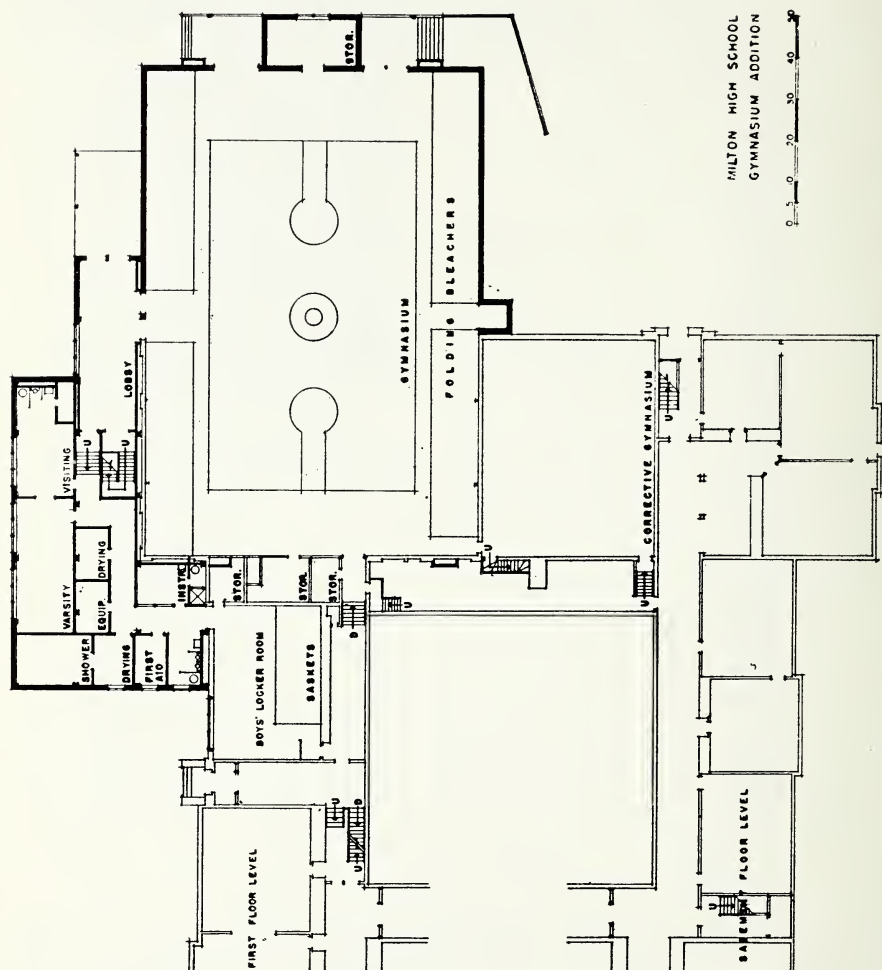 MILTON HIGH SCHOOL
GYMNASIUM ADDITION
0 5 10 20 30 40 50
STOR.
GYMNASIUM
FOLDING BLEACHERS
LOBBY
VISITING
U
U
VARSITY
EQUIP.
DRYING
SHOWER
DRYING
FIRST
AID
INSTR.
STOR.
STOR.
STOR.
BOYS' LOCKER ROOM
BASKETS
D
U
U
U
CORRECTIVE GYMNASIUM
U
U
D
U
FIRST FLOOR LEVEL
BASEMENT FLOOR LEVEL
U